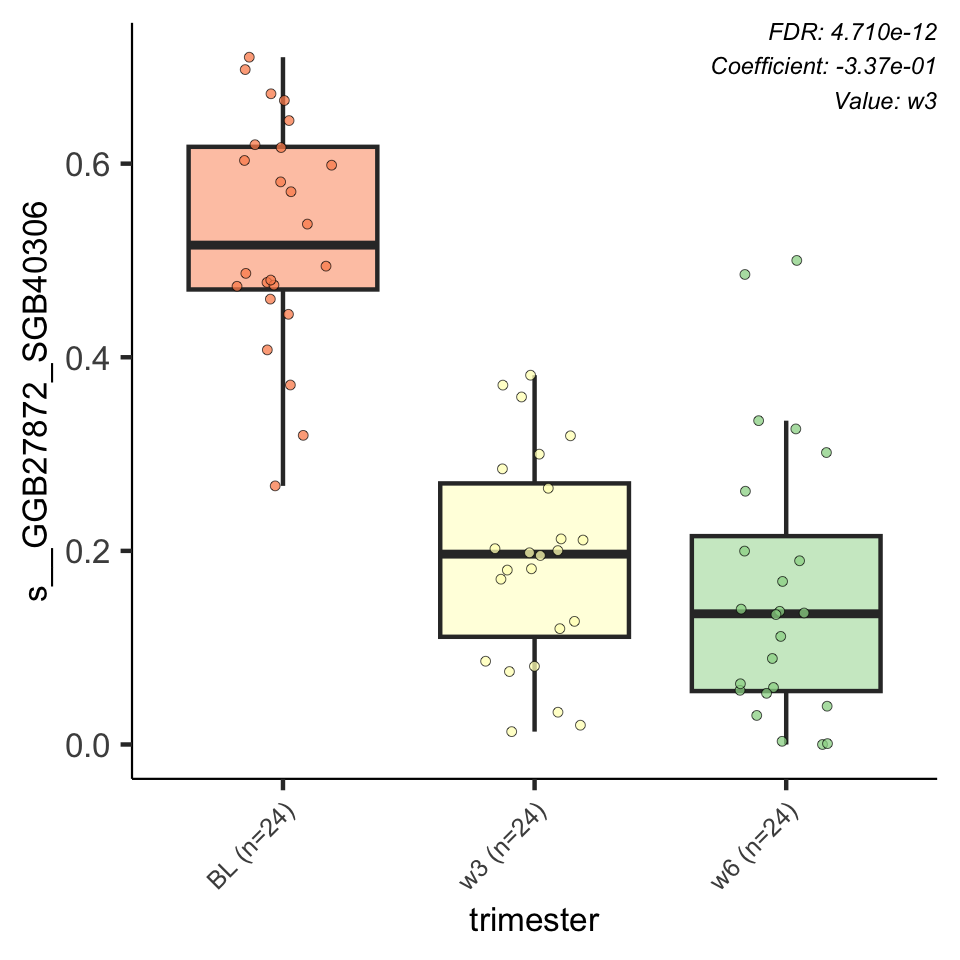 FDR: 4.710e-12
Coefficient: -3.37e-01
Value: w3
s__GGB27872_SGB40306
0.6
0.4
0.2
0.0
BL (n=24)
w3 (n=24)
w6 (n=24)
trimester